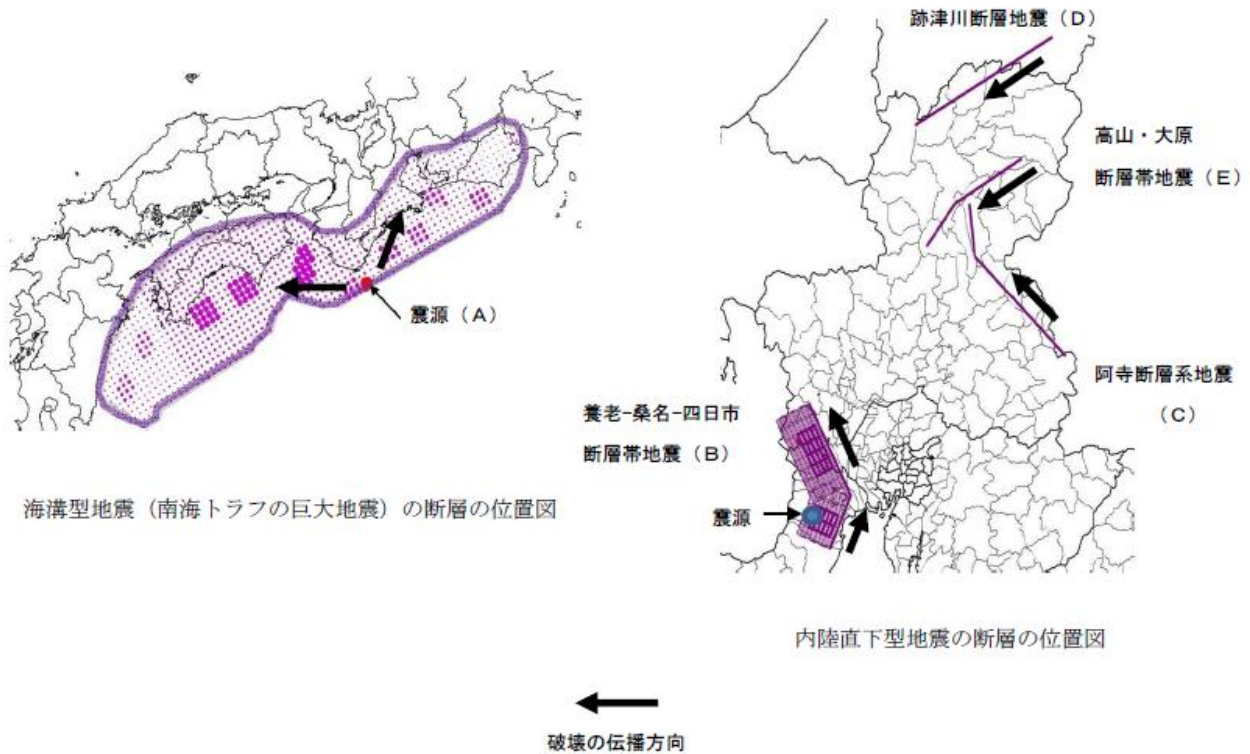 跡津川断層地震（D）
高山・大原
断層帯地震（E）
震源（A）
阿寺断層系地震
（C）
養老-桑名-四日市
断層帯地震（B）
震源
海溝型地震（南海トラフの巨大地震）の断層の位置図
内陸直下型地震の断層の位置図
破壊の伝播方向